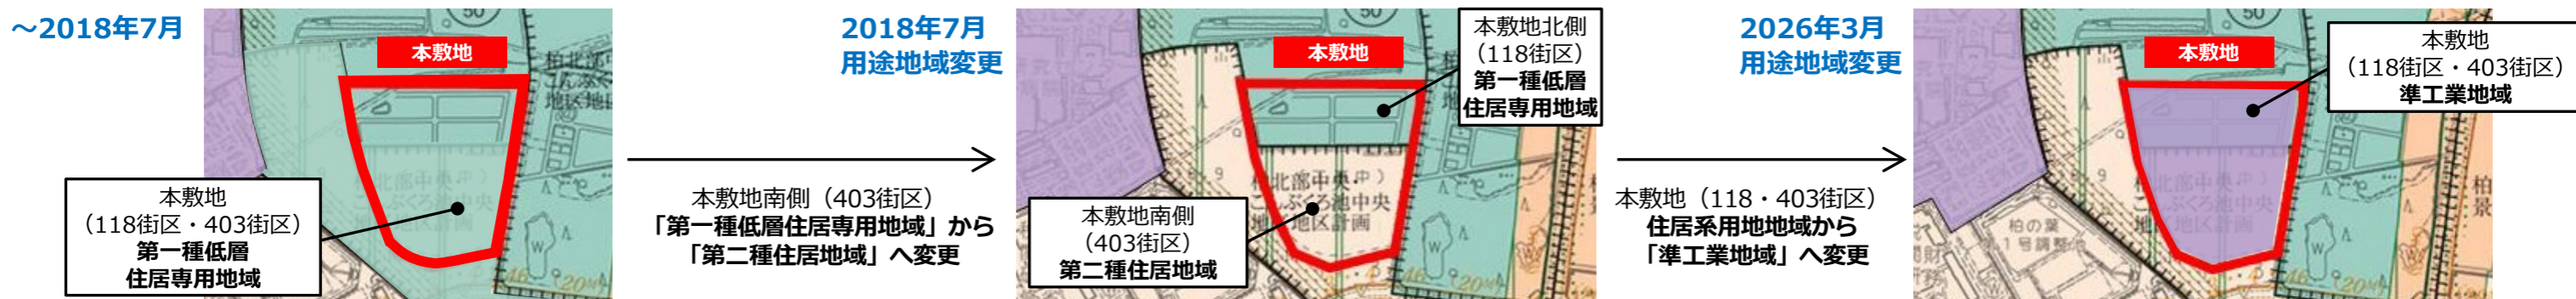 ～2018年7月
本敷地
本敷地
（118街区・403街区）
第一種低層
住居専用地域
2018年7月
用途地域変更
本敷地南側（403街区）
「第一種低層住居専用地域」から
「第二種住居地域」へ変更
本敷地
本敷地北側
（118街区）
第一種低層
住居専用地域
本敷地南側
（403街区）
第二種住居地域
2026年3月
用途地域変更
本敷地（118・403街区）
住居系用地地域から
「準工業地域」へ変更
本敷地
本敷地
（118街区・403街区）
準工業地域
柏の葉
1号調整